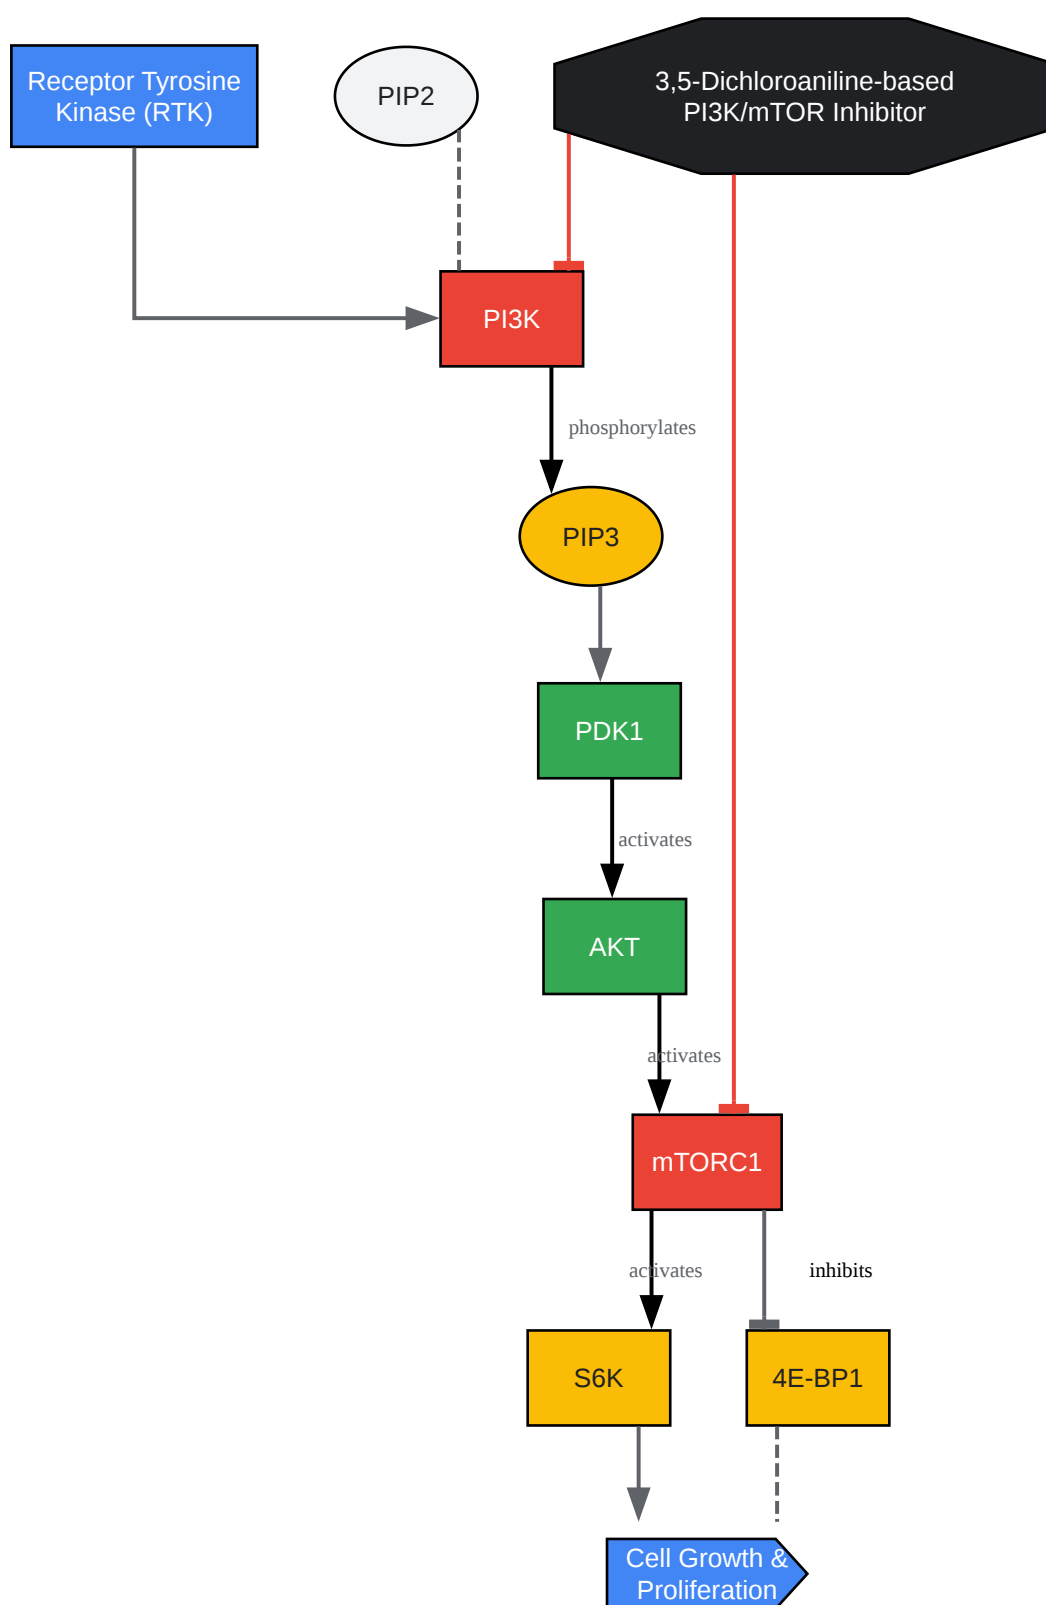 Receptor Tyrosine
Kinase (RTK)
PIP2
3,5-Dichloroaniline-based
PI3K/mTOR Inhibitor
PI3K
phosphorylates
PIP3
PDK1
activates
AKT
activates
mTORC1
activates
inhibits
S6K
4E-BP1
Cell Growth &
Proliferation